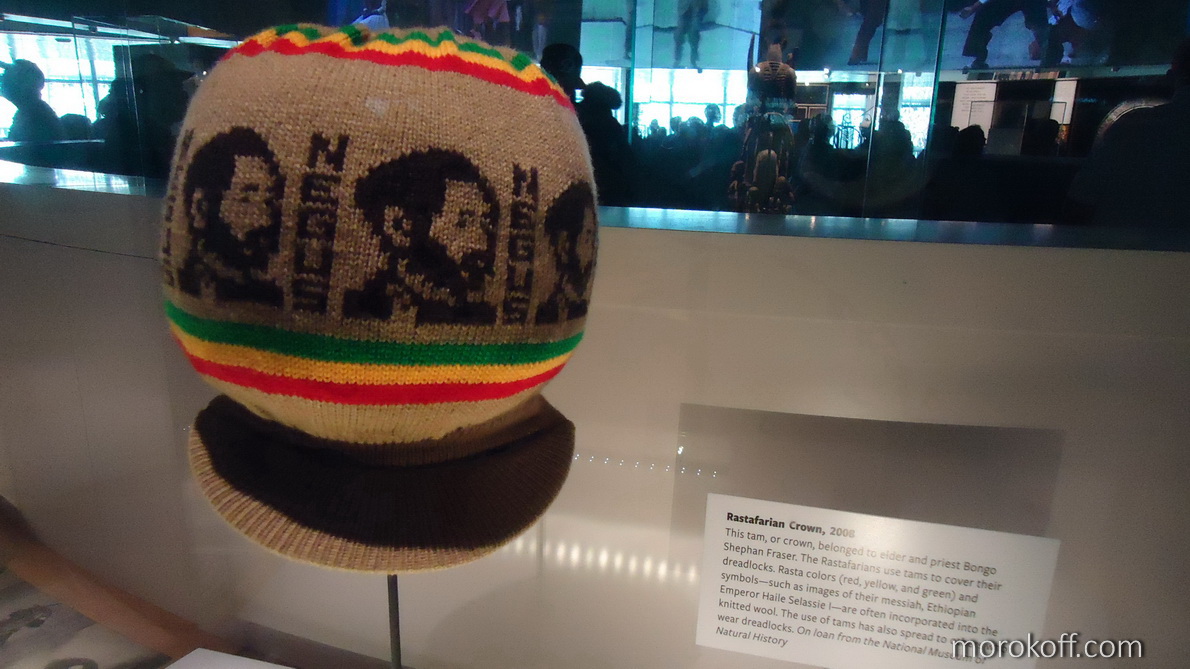 NEGUS
NEGUS
Rastafarian Crown, 2008
This tam, or crown, belonged to elder and priest Bongo
Shephan Fraser. The Rastafarians use tams to cover their
dreadlocks. Rasta colors (red, yellow, and green) and
symbols—such as images of their messiah, Ethiopian
Emperor Haile Selassie I—are often incorporated into the
knitted wool. The use of tams has also spread to
wear dreadlocks. On loan from the National Museum of
Natural History
morokoff.com